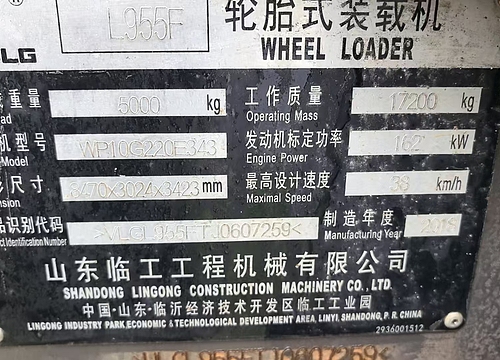 L955F
轮胎式装载机
LG
WHEEL LOADER
重量 5000 kg
工作质量 17200 kg
Operating Mass
机型号 WP10G220E343
Model
发动机标定功率 162 kW
Engine Power
尺寸 8470x3024x3423 mm
最高设计速度 38 km/h
Maximal Speed
识别代码
Identification Number
制造年度
Manufacturing Year
山东临工工程机械有限公司
SHANDONG LINGONG CONSTRUCTION MACHINERY CO., LTD.
中国·山东·临沂经济技术开发区临工工业园
LINGONG INDUSTRY PARK,ECONOMIC & TECHNOLOGICAL DEVELOPMENT AREA, LINYI, SHANDONG, P. R. CHINA
2936001512